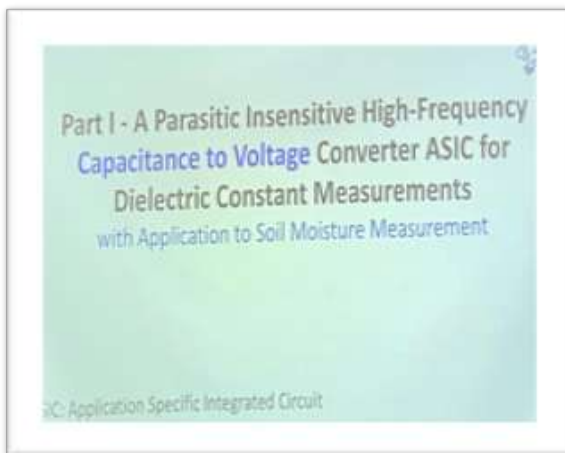 Part I - A Parasitic Insensitive High-Frequency
Capacitance to Voltage Converter ASIC for
Dielectric Constant Measurements
with Application to Soil Moisture Measurement
SIC: Application Specific Integrated Circuit